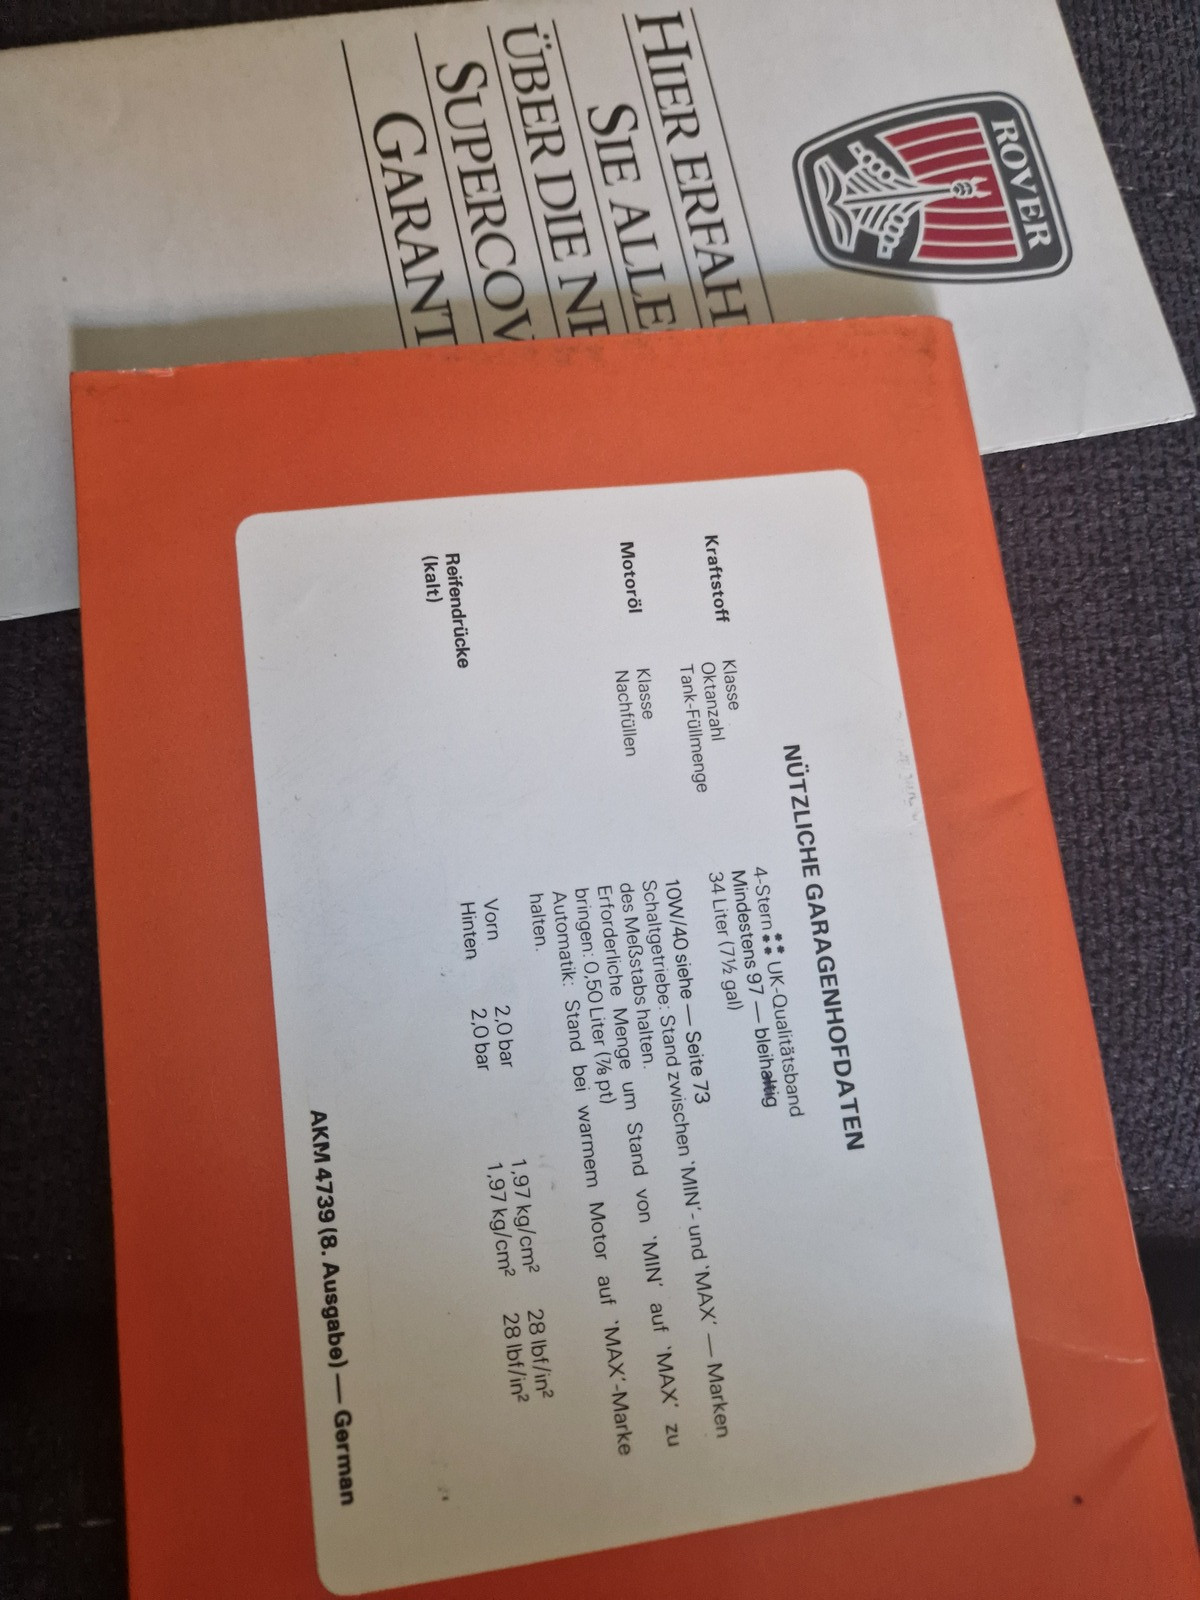 ROVER
HIER ERFAH
SIE ALLE
ÜBER DIE NE
SUPERCOV
GARANT
NÜTZLICHE GARAGENHOFDATEN
Kraftstoff Klasse 4-Stern **** UK-Qualitätsband
Oktanzahl Mindestens 97 — bleihaltig
Tank-Füllmenge 34 Liter (7½ gal)
Motoröl Klasse 10W/40 siehe — Seite 73
Nachfüllen Schaltgetriebe: Stand zwischen 'MIN'- und 'MAX' — Marken
des Meßstabs halten.
Erforderliche Menge um Stand von 'MIN' auf 'MAX' zu
bringen: 0,50 Liter (⅞ pt)
Automatik: Stand bei warmem Motor auf 'MAX'-Marke
halten.
Reifendrücke Vorn 2,0 bar 1,97 kg/cm² 28 lbf/in²
(kalt) Hinten 2,0 bar 1,97 kg/cm² 28 lbf/in²
AKM 4739 (8. Ausgabe) — German